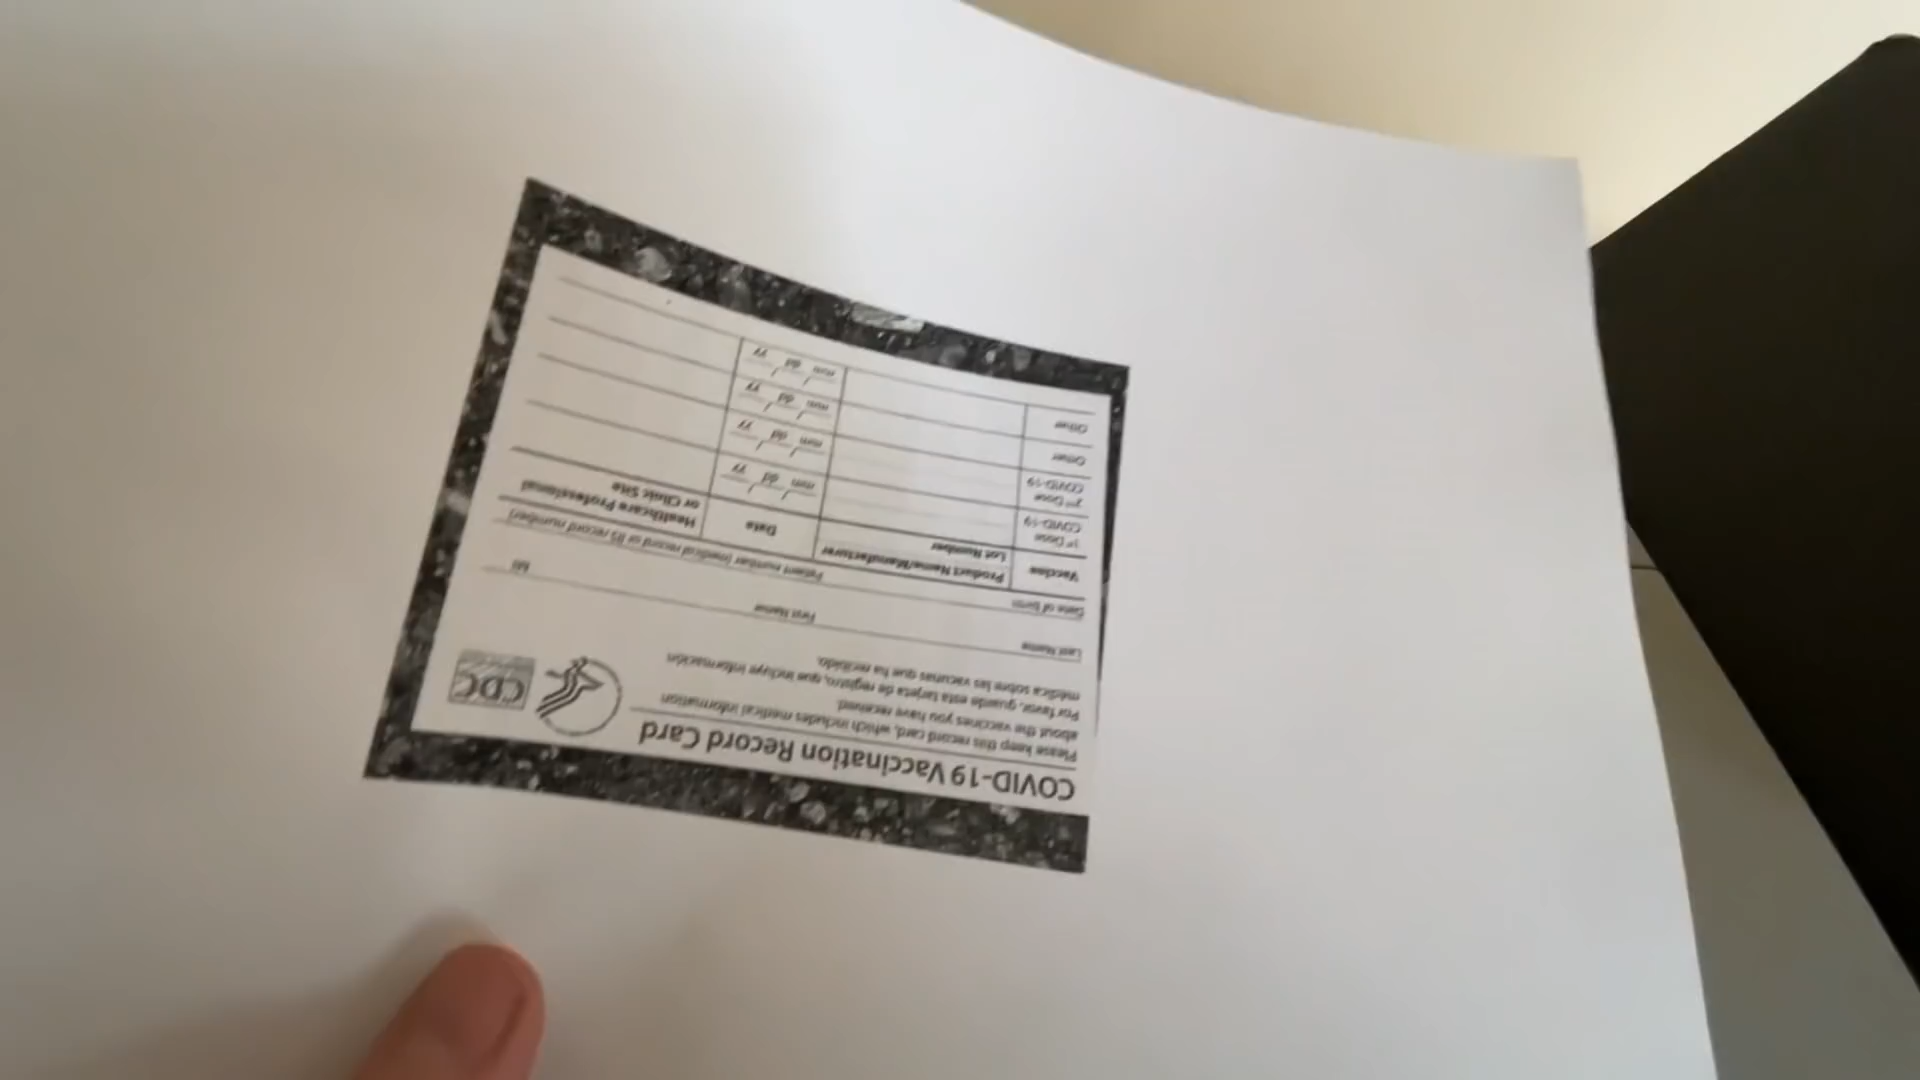 COVID-19 Vaccination Record Card
Please keep this record card, which includes medical information
about the vaccines you have received.
Por favor, guarde esta tarjeta de registro, que incluye información
médica sobre las vacunas que ha recibido.
CDC
Last Name First Name MI
Date of birth Patient number (medical record or IIS record number)
Vaccine Product Name/Manufacturer Date Healthcare Professional
Lot Number or Clinic Site
1st Dose
COVID-19
mm dd yy
2nd Dose
COVID-19
mm dd yy
Other
mm dd yy
Other
mm dd yy